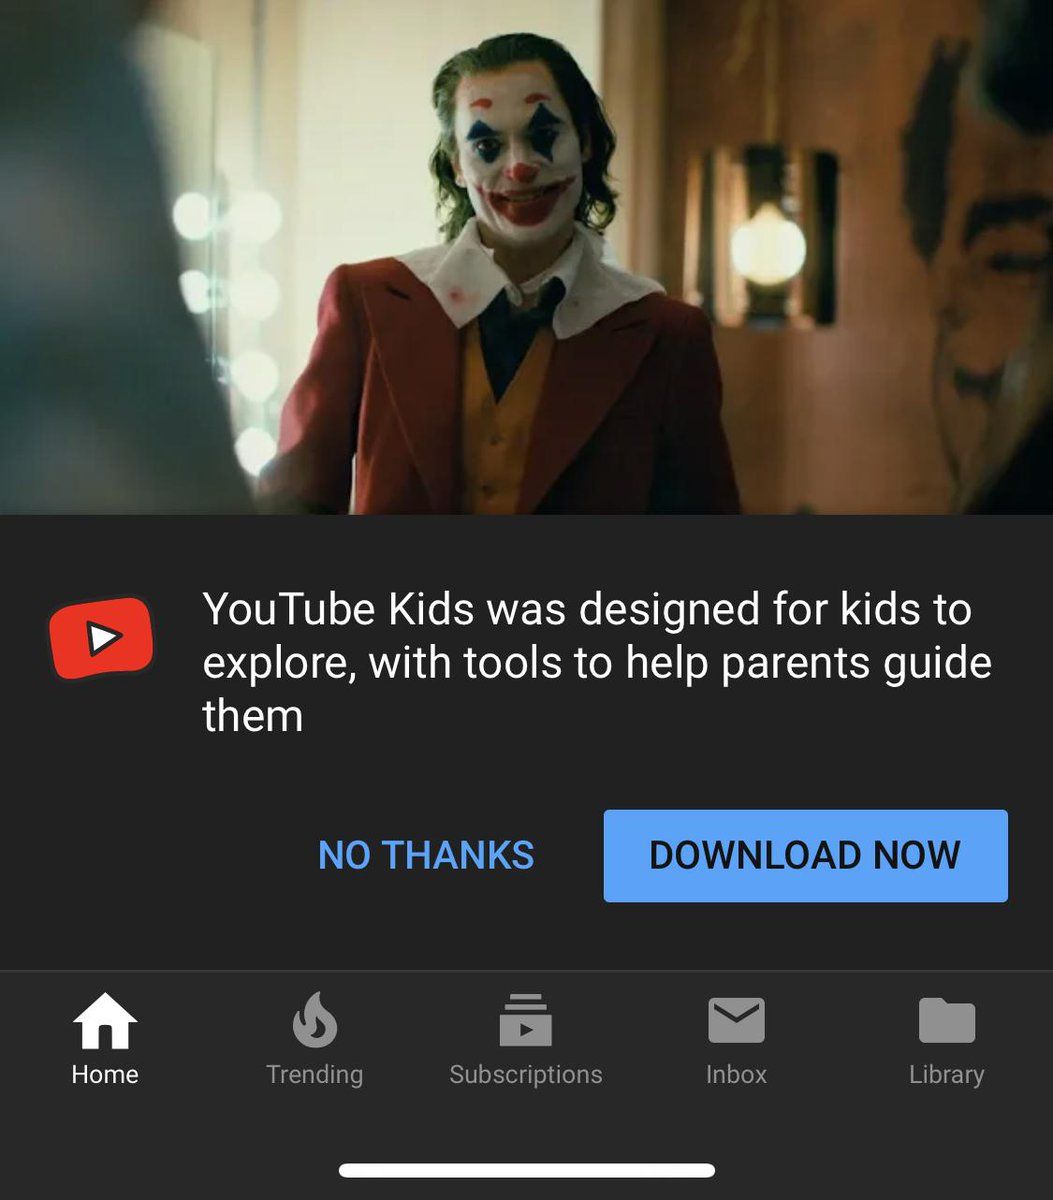 YouTube Kids was designed for kids to
explore, with tools to help parents guide
them
NO THANKS
DOWNLOAD NOW
Home
Trending
Subscriptions
Inbox
Library